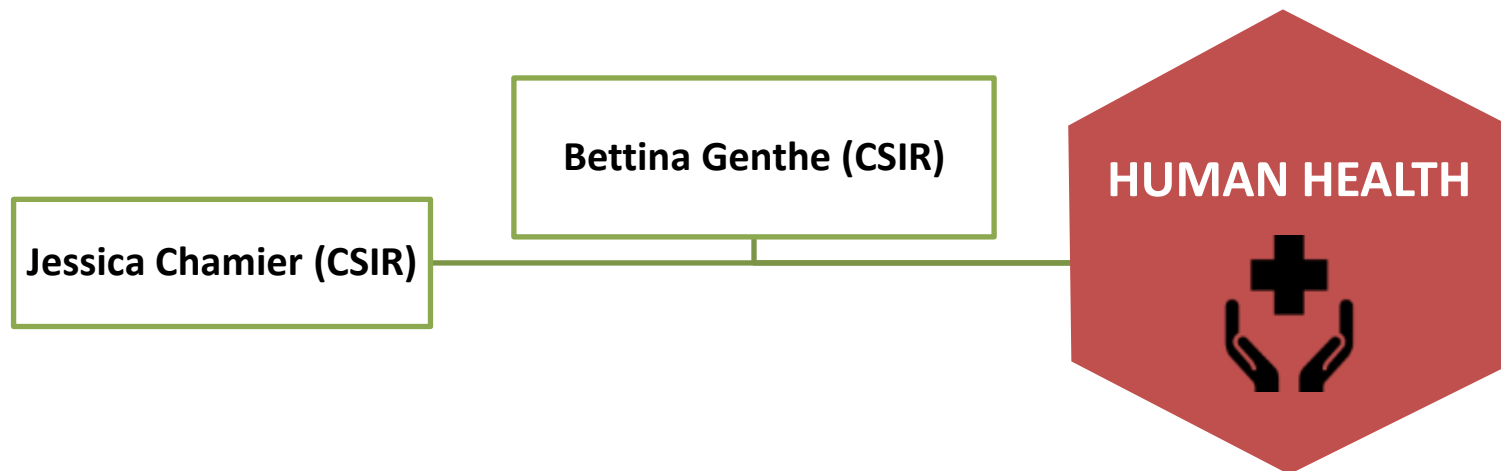 Bettina Genthe (CSIR)
HUMAN HEALTH
Jessica Chamier (CSIR)